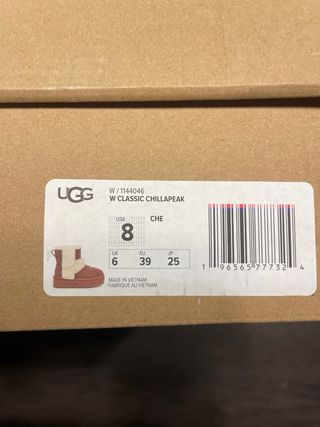 UGG
W / 1144046
W CLASSIC CHILLAPEAK
USA
8
CHE
UK EU JP
6 39 25
MADE IN VIETNAM
FABRIQUÉ AU VIETNAM
1 96565 77732 4